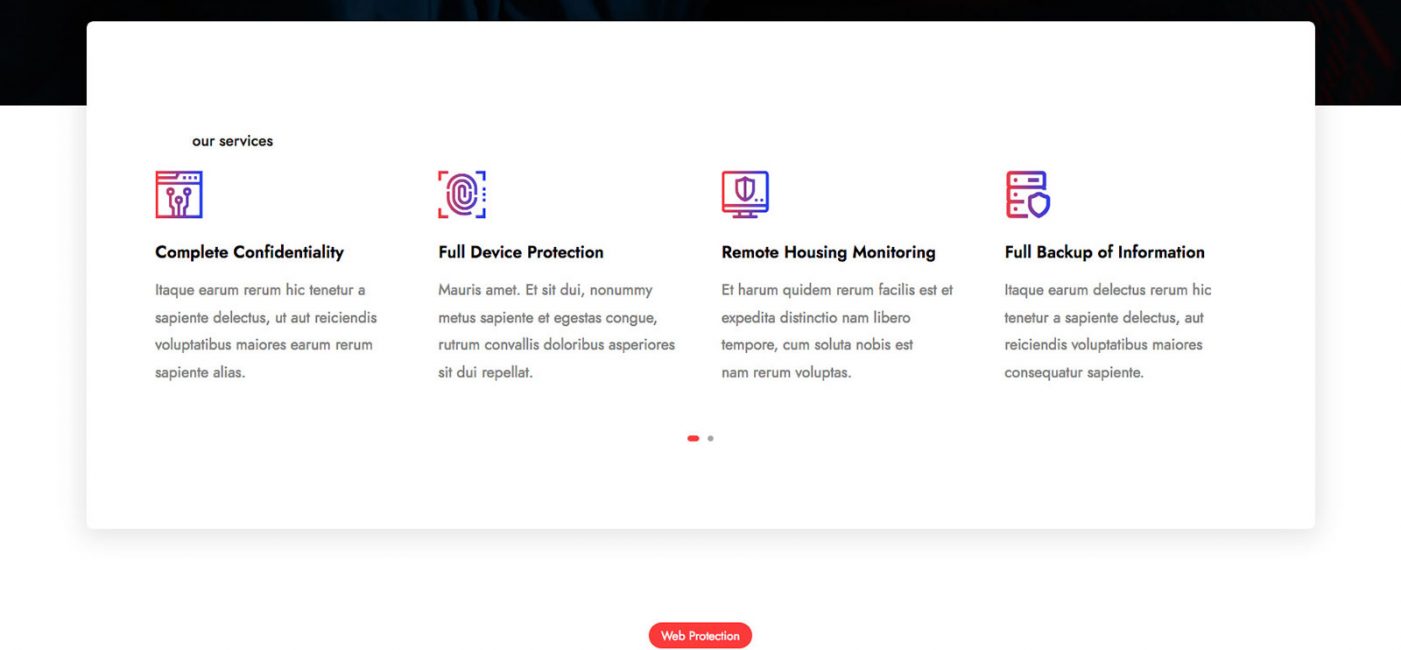 our services
Complete Confidentiality
Itaque earum rerum hic tenetur a
sapiente delectus, ut aut reiciendis
voluptatibus maiores earum rerum
sapiente alias.
Full Device Protection
Mauris amet. Et sit dui, nonummy
metus sapiente et egestas congue,
rutrum convallis doloribus asperiores
sit dui repellat.
Remote Housing Monitoring
Et harum quidem rerum facilis est et
expedita distinctio nam libero
tempore, cum soluta nobis est
nam rerum voluptas.
Full Backup of Information
Itaque earum delectus rerum hic
tenetur a sapiente delectus, aut
reiciendis voluptatibus maiores
consequatur sapiente.
Web Protection